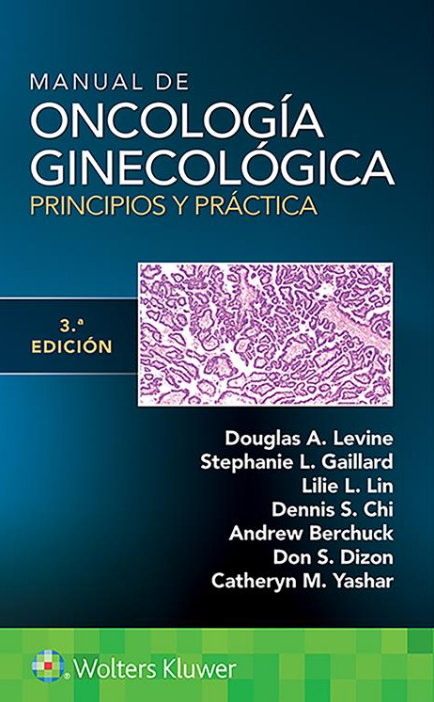 MANUAL DE
ONCOLOGÍA
GINECOLÓGICA
PRINCIPIOS Y PRÁCTICA
3.ª
EDICIÓN
Douglas A. Levine
Stephanie L. Gaillard
Lilie L. Lin
Dennis S. Chi
Andrew Berchuck
Don S. Dizon
Catheryn M. Yashar
Wolters Kluwer